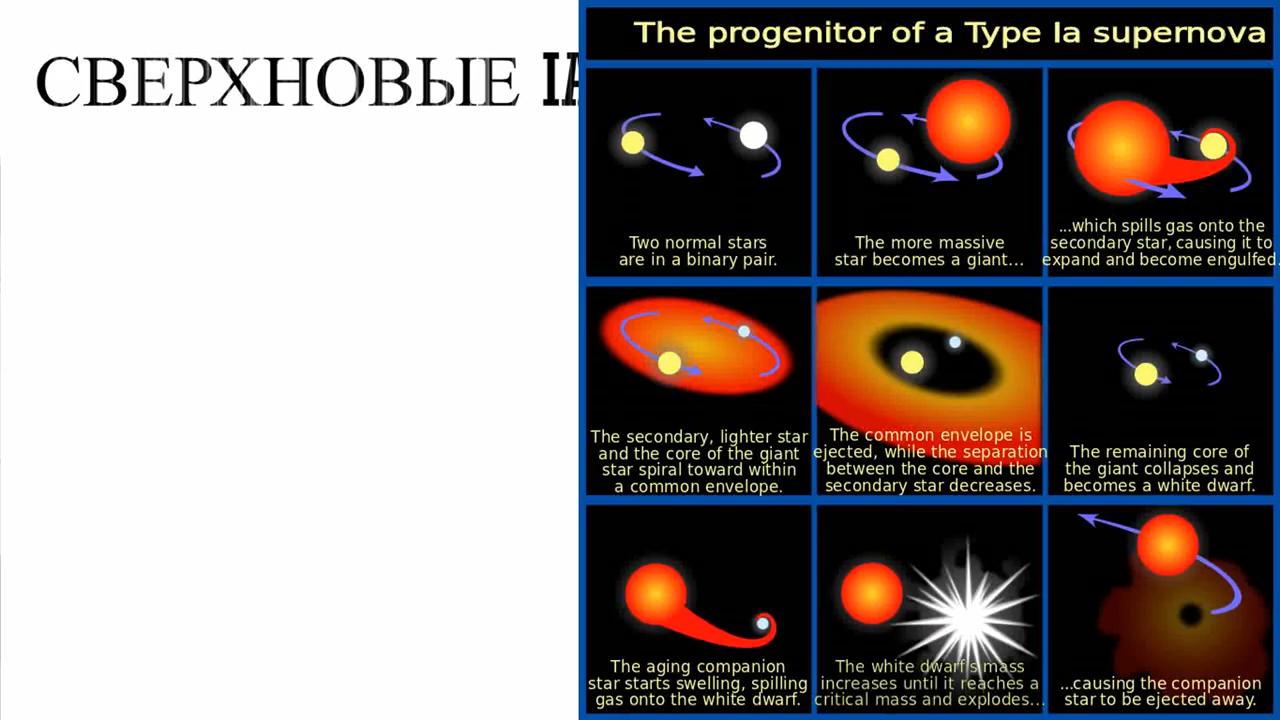 СВЕРХНОВЫЕ IA
The progenitor of a Type Ia supernova
Two normal stars
are in a binary pair.
The more massive
star becomes a giant...
...which spills gas onto the
secondary star, causing it to
expand and become engulfed.
The secondary, lighter star
and the core of the giant
star spiral toward within
a common envelope.
The common envelope is
ejected, while the separation
between the core and the
secondary star decreases.
The remaining core of
the giant collapses and
becomes a white dwarf.
The aging companion
star starts swelling, spilling
gas onto the white dwarf.
The white dwarf's mass
increases until it reaches a
critical mass and explodes...
...causing the companion
star to be ejected away.